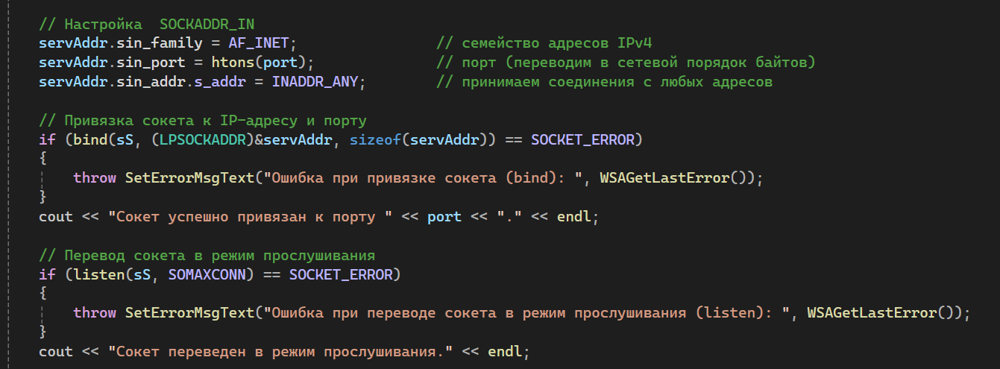 // Настройка  SOCKADDR_IN
servAddr.sin_family = AF_INET;                // семейство адресов IPv4
servAddr.sin_port = htons(port);              // порт (переводим в сетевой порядок байтов)
servAddr.sin_addr.s_addr = INADDR_ANY;        // принимаем соединения с любых адресов

// Привязка сокета к IP-адресу и порту
if (bind(sS, (LPSOCKADDR)&servAddr, sizeof(servAddr)) == SOCKET_ERROR)
{
    throw SetErrorMsgText("Ошибка при привязке сокета (bind): ", WSAGetLastError());
}
cout << "Сокет успешно привязан к порту " << port << "." << endl;

// Перевод сокета в режим прослушивания
if (listen(sS, SOMAXCONN) == SOCKET_ERROR)
{
    throw SetErrorMsgText("Ошибка при переводе сокета в режим прослушивания (listen): ", WSAGetLastError());
}
cout << "Сокет переведен в режим прослушивания." << endl;